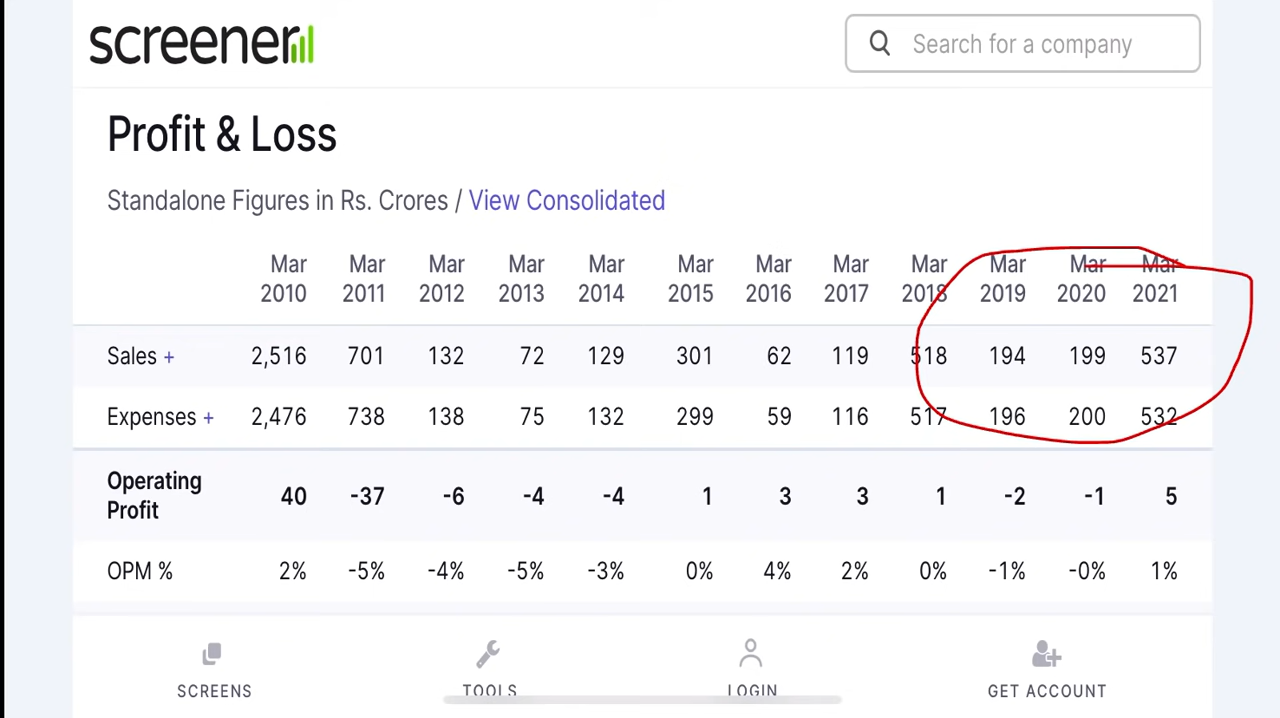 screener
Search for a company
Profit & Loss
Standalone Figures in Rs. Crores / View Consolidated
Mar 2010 Mar 2011 Mar 2012 Mar 2013 Mar 2014 Mar 2015 Mar 2016 Mar 2017 Mar 2018 Mar 2019 Mar 2020 Mar 2021
Sales + 2,516 701 132 72 129 301 62 119 518 194 199 537
Expenses + 2,476 738 138 75 132 299 59 116 517 196 200 532
Operating Profit 40 -37 -6 -4 -4 1 3 3 1 -2 -1 5
OPM % 2% -5% -4% -5% -3% 0% 4% 2% 0% -1% -0% 1%
SCREENS TOOLS LOGIN GET ACCOUNT